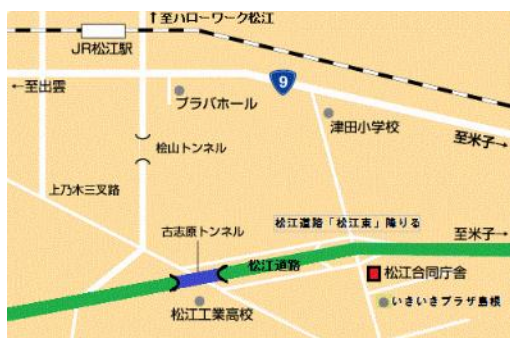 ↑至ハローワーク松江
JR松江駅
9
←至出雲
プラバホール
津田小学校
至米子→
桧山トンネル
上乃木三叉路
松江道路「松江東」降りる
古志原トンネル
至米子→
松江道路
松江合同庁舎
いきいきプラザ島根
松江工業高校